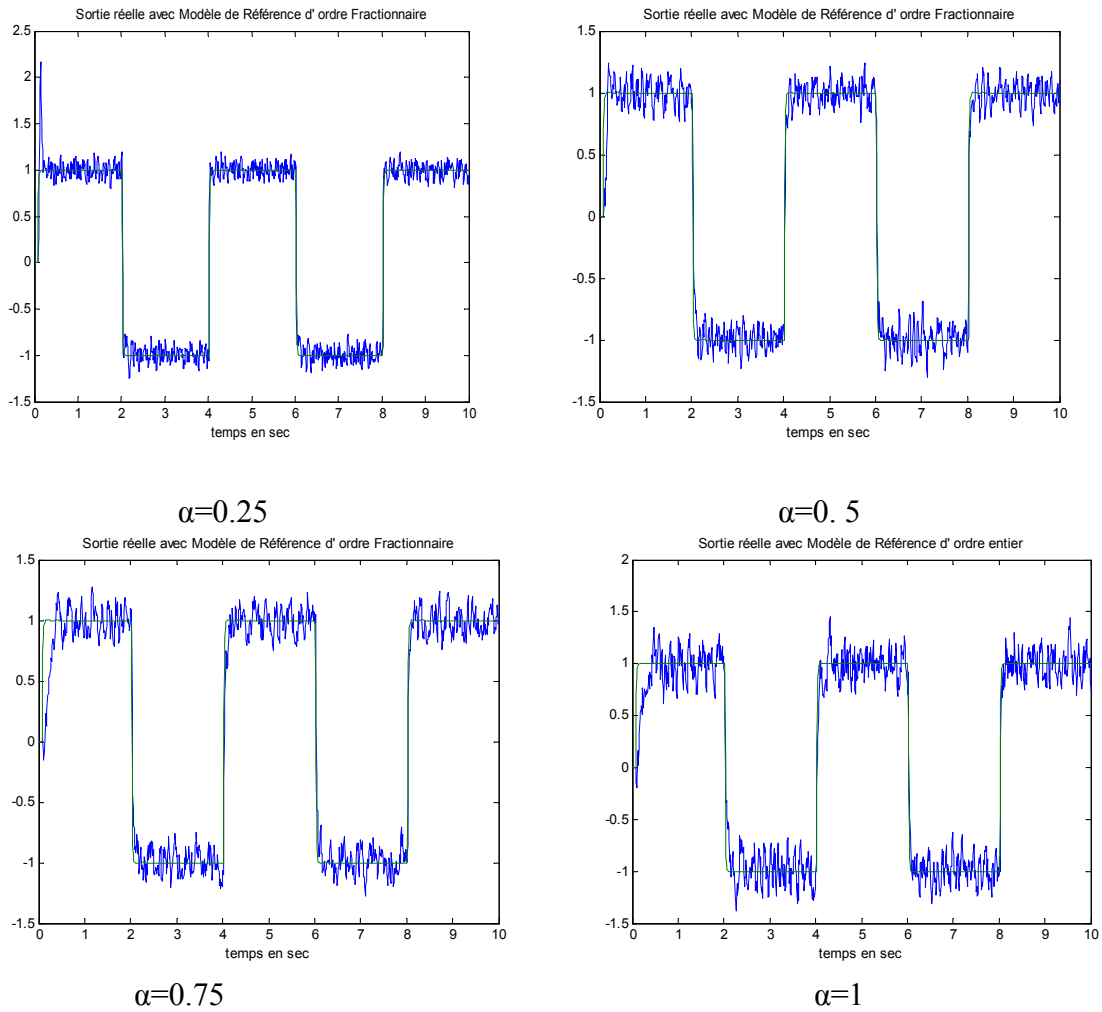 Sortie réelle avec Modèle de Référence d' ordre Fractionnaire
2.5
2
1.5
1
0.5
0
-0.5
-1
-1.5
0 1 2 3 4 5 6 7 8 9 10
temps en sec
α=0.25
Sortie réelle avec Modèle de Référence d' ordre Fractionnaire
1.5
1
0.5
0
-0.5
-1
-1.5
0 1 2 3 4 5 6 7 8 9 10
temps en sec
α=0. 5
Sortie réelle avec Modèle de Référence d' ordre Fractionnaire
1.5
1
0.5
0
-0.5
-1
-1.5
0 1 2 3 4 5 6 7 8 9 10
temps en sec
α=0.75
Sortie réelle avec Modèle de Référence d' ordre entier
2
1.5
1
0.5
0
-0.5
-1
-1.5
0 1 2 3 4 5 6 7 8 9 10
temps en sec
α=1